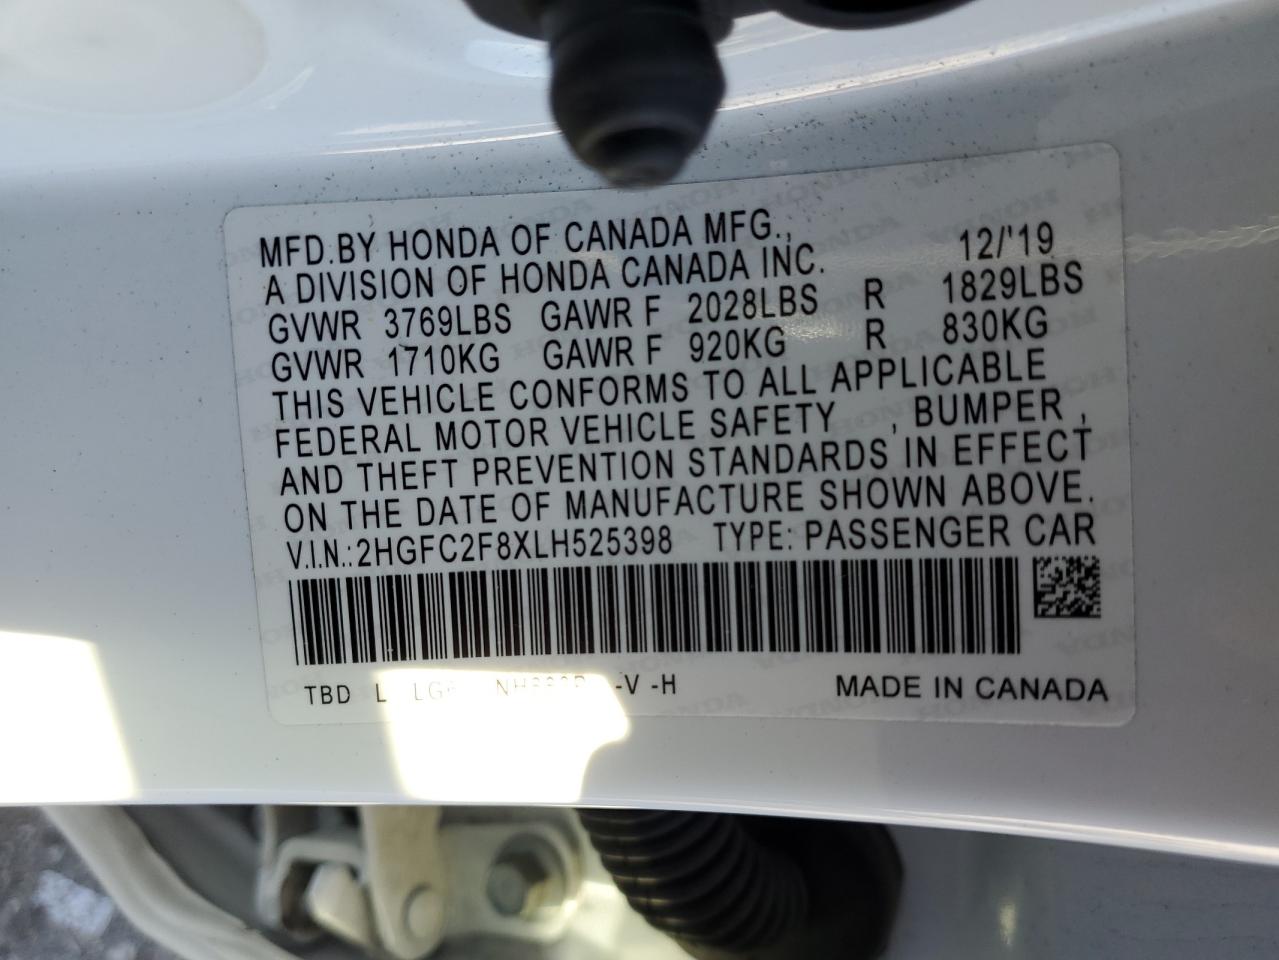 MFD.BY HONDA OF CANADA MFG., 12/'19
A DIVISION OF HONDA CANADA INC.
GVWR 3769LBS GAWR F 2028LBS R 1829LBS
GVWR 1710KG GAWR F 920KG R 830KG
THIS VEHICLE CONFORMS TO ALL APPLICABLE
FEDERAL MOTOR VEHICLE SAFETY , BUMPER ,
AND THEFT PREVENTION STANDARDS IN EFFECT
ON THE DATE OF MANUFACTURE SHOWN ABOVE.
V.I.N.:2HGFC2F8XLH525398 TYPE: PASSENGER CAR
TBD -V -H MADE IN CANADA